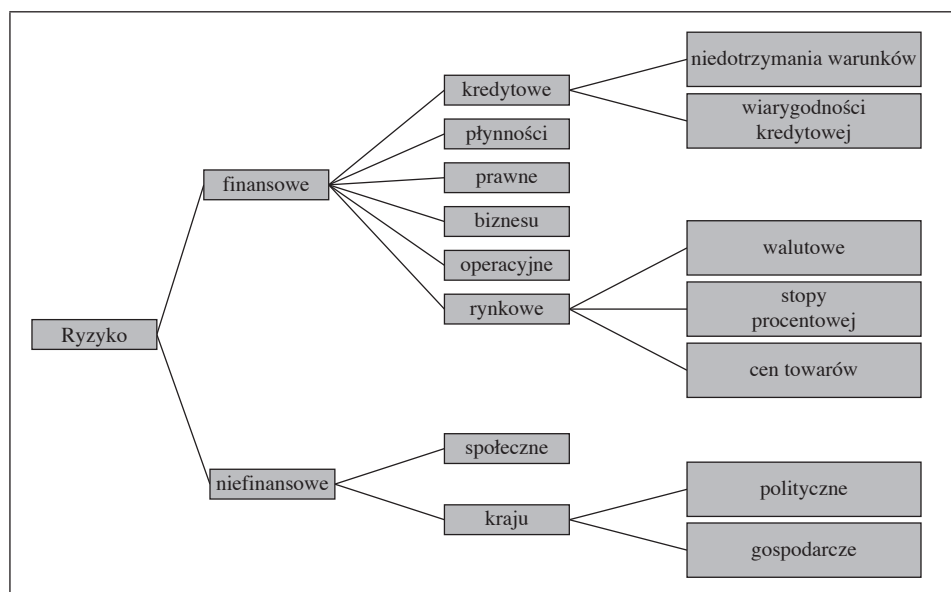 Ryzyko
finansowe
kredytowe
niedotrzymania warunków
wiarygodności
kredytowej
płynności
prawne
biznesu
operacyjne
rynkowe
walutowe
stopy
procentowej
cen towarów
niefinansowe
społeczne
kraju
polityczne
gospodarcze